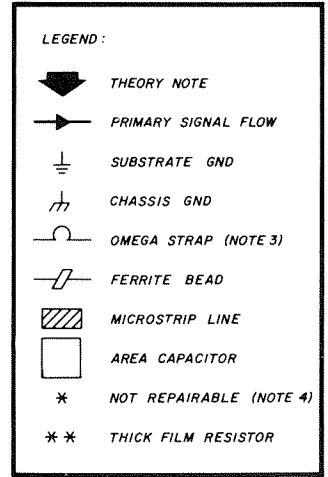 LEGEND:
THEORY NOTE
PRIMARY SIGNAL FLOW
SUBSTRATE GND
CHASSIS GND
OMEGA STRAP (NOTE 3)
FERRITE BEAD
MICROSTRIP LINE
AREA CAPACITOR
* NOT REPAIRABLE (NOTE 4)
** THICK FILM RESISTOR